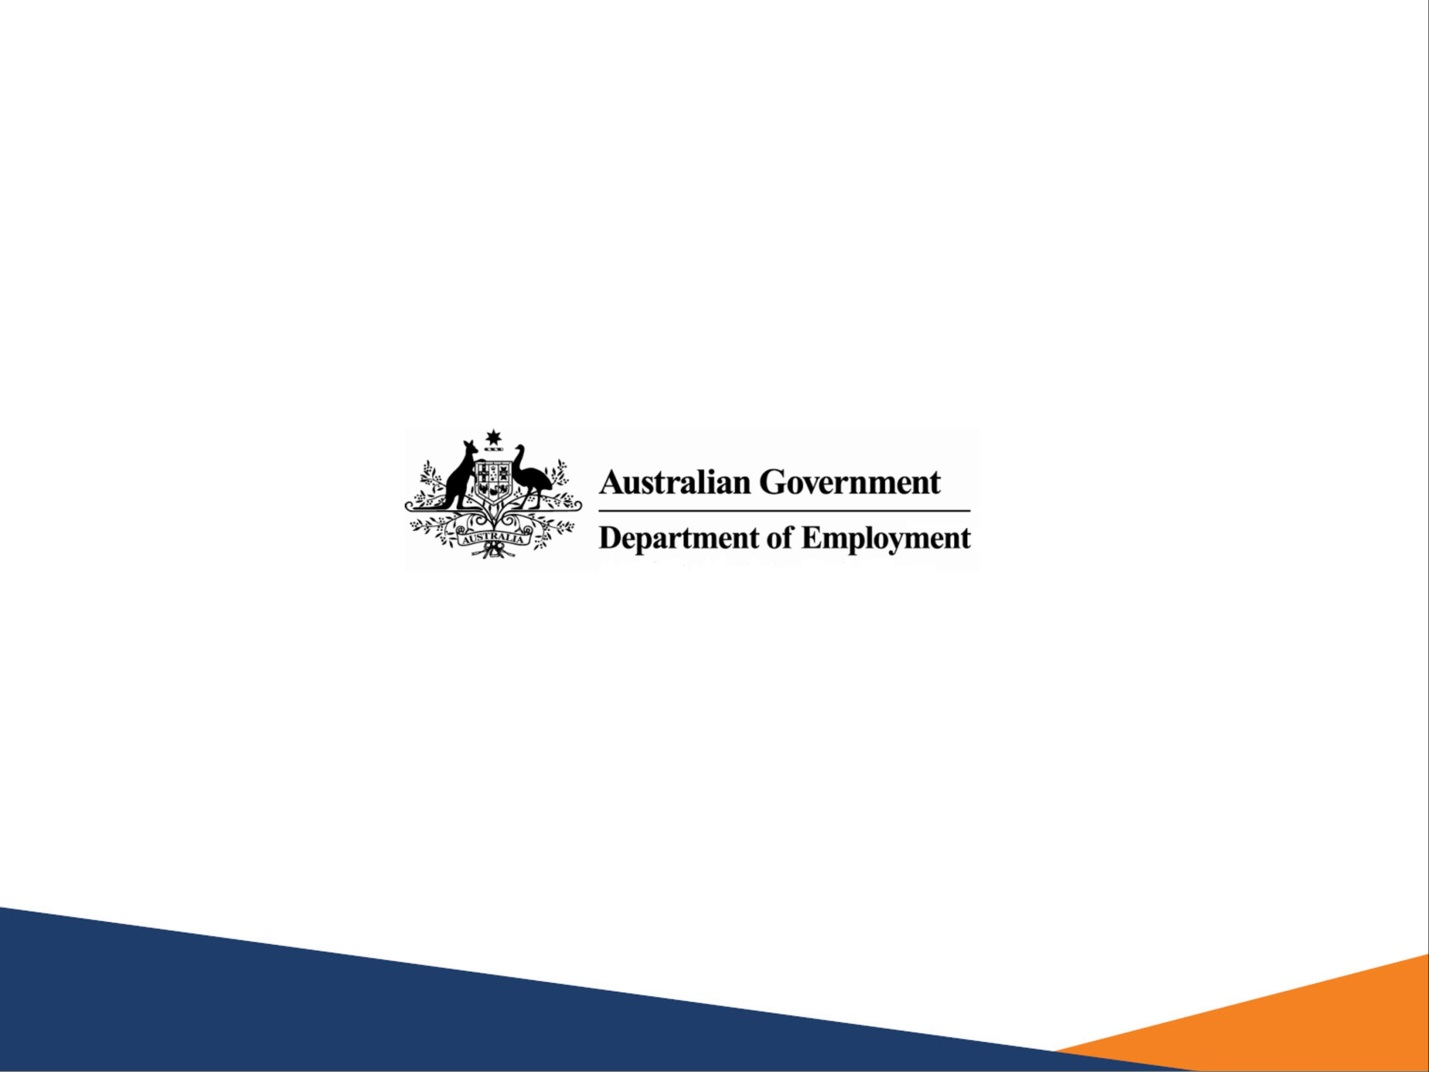 Australian Government
Department of Employment
AUSTRALIA